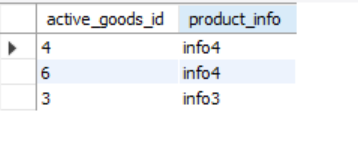 active_goods_id product_info
4 info4
6 info4
3 info3